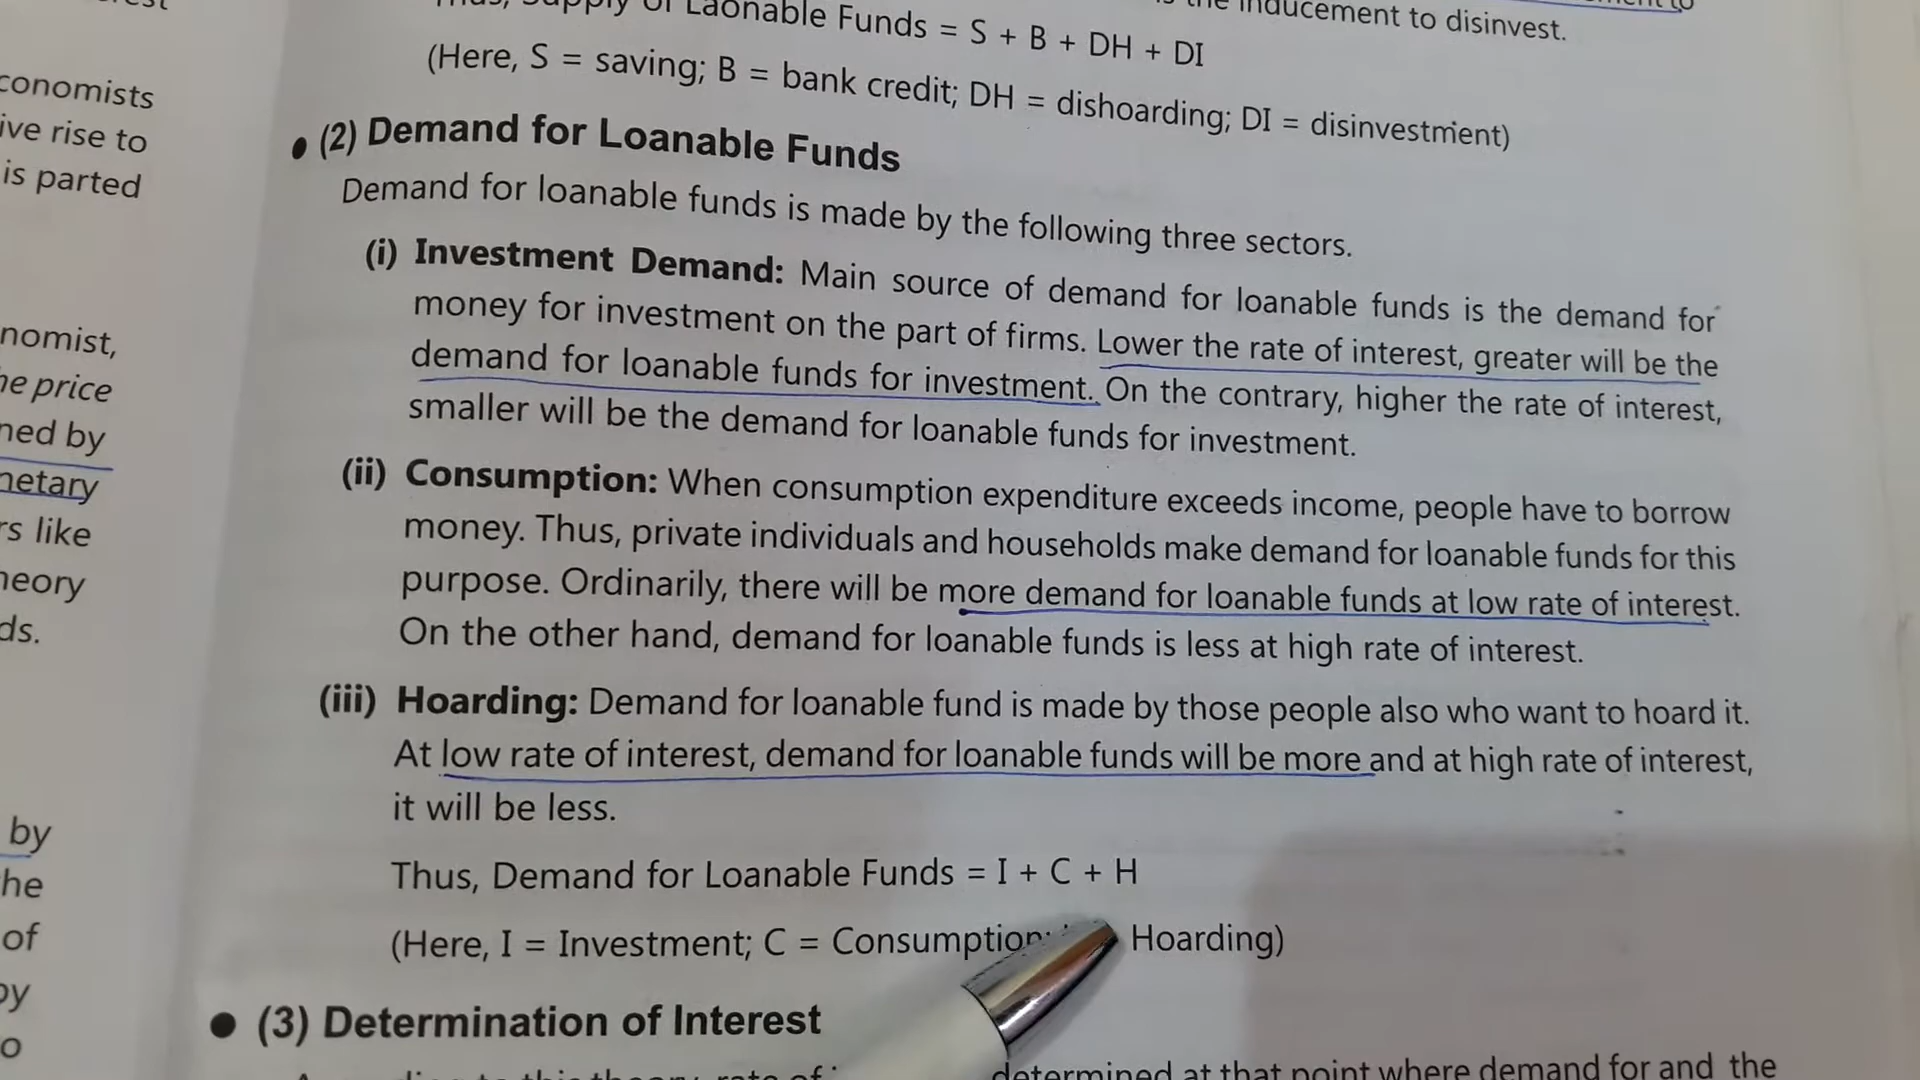 conomists
ive rise to
is parted
nomist,
he price
ned by
netary
rs like
heory
ds.
by
he
of
by
o
Supply of Laonable Funds = S + B + DH + DI
the inducement to disinvest.
(Here, S = saving; B = bank credit; DH = dishoarding; DI = disinvestment)
(2) Demand for Loanable Funds
Demand for loanable funds is made by the following three sectors.
(i) Investment Demand: Main source of demand for loanable funds is the demand for
money for investment on the part of firms. Lower the rate of interest, greater will be the
demand for loanable funds for investment. On the contrary, higher the rate of interest,
smaller will be the demand for loanable funds for investment.
(ii) Consumption: When consumption expenditure exceeds income, people have to borrow
money. Thus, private individuals and households make demand for loanable funds for this
purpose. Ordinarily, there will be more demand for loanable funds at low rate of interest.
On the other hand, demand for loanable funds is less at high rate of interest.
(iii) Hoarding: Demand for loanable fund is made by those people also who want to hoard it.
At low rate of interest, demand for loanable funds will be more and at high rate of interest,
it will be less.
Thus, Demand for Loanable Funds = I + C + H
(Here, I = Investment; C = Consumption; Hoarding)
• (3) Determination of Interest
determined at that point where demand for and the